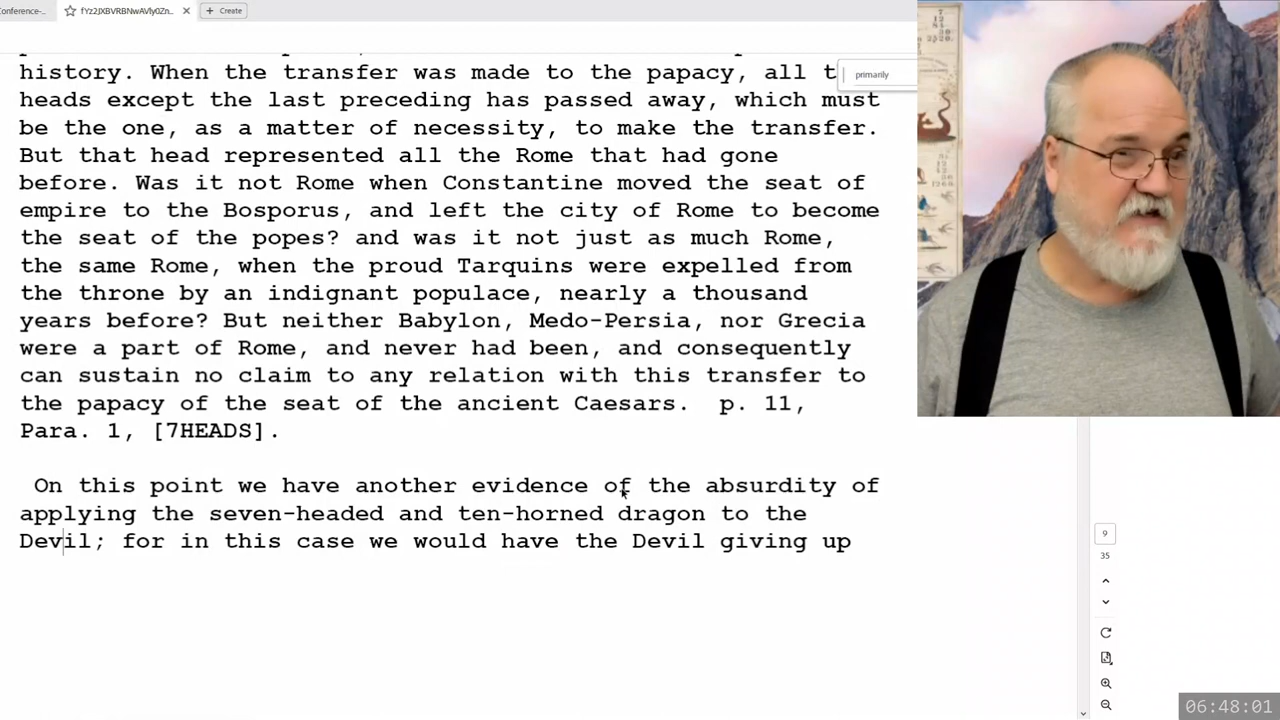 Conference-..
fYz2JXBVRBNwAVly0Zn..
Create
primarily
history. When the transfer was made to the papacy, all
heads except the last preceding has passed away, which must
be the one, as a matter of necessity, to make the transfer.
But that head represented all the Rome that had gone
before. Was it not Rome when Constantine moved the seat of
empire to the Bosporus, and left the city of Rome to become
the seat of the popes? and was it not just as much Rome,
the same Rome, when the proud Tarquins were expelled from
the throne by an indignant populace, nearly a thousand
years before? But neither Babylon, Medo-Persia, nor Grecia
were a part of Rome, and never had been, and consequently
can sustain no claim to any relation with this transfer to
the papacy of the seat of the ancient Caesars. p. 11,
Para. 1, [7HEADS].
On this point we have another evidence of the absurdity of
applying the seven-headed and ten-horned dragon to the
Devil; for in this case we would have the Devil giving up
9
35
06:48:01